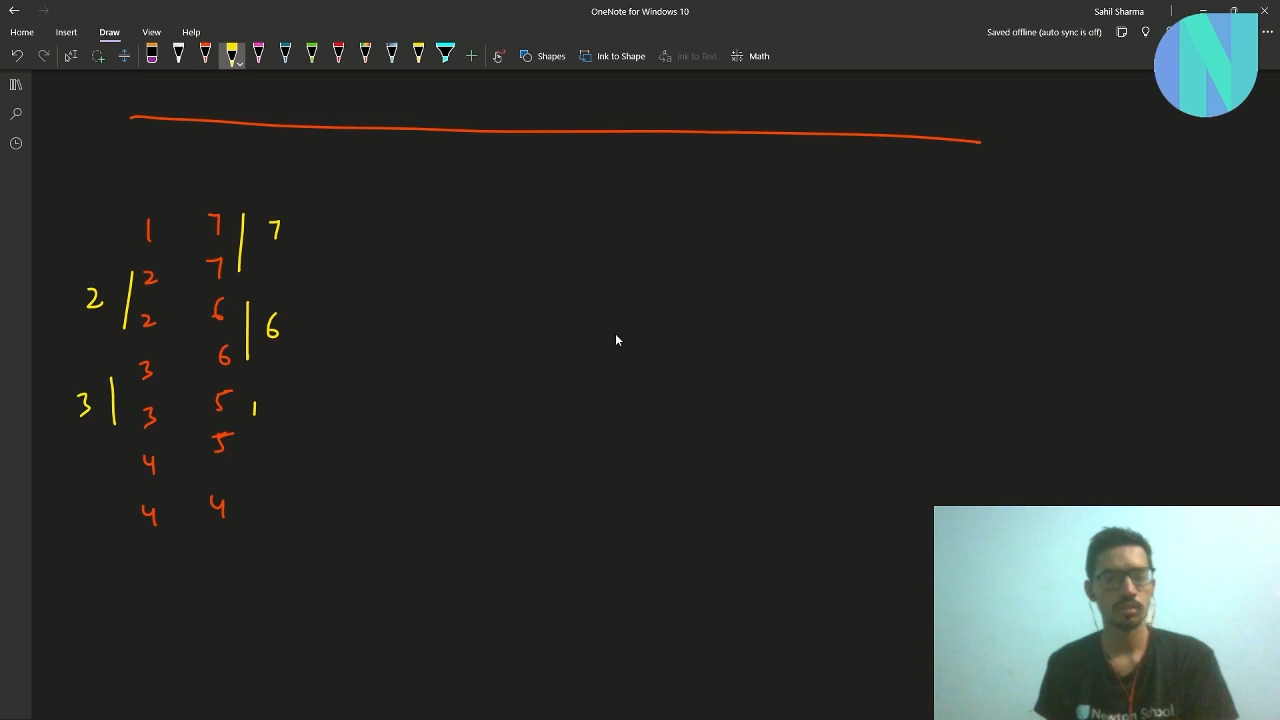 OneNote for Windows 10
Sahil Sharma
Home Insert Draw View Help
Saved offline (auto sync is off)
Shapes Ink to Shape Ink to Text Math
1 7 7
2 7
2 2 6 6
3 6
3 3 5
4 5
4 4
Newton School